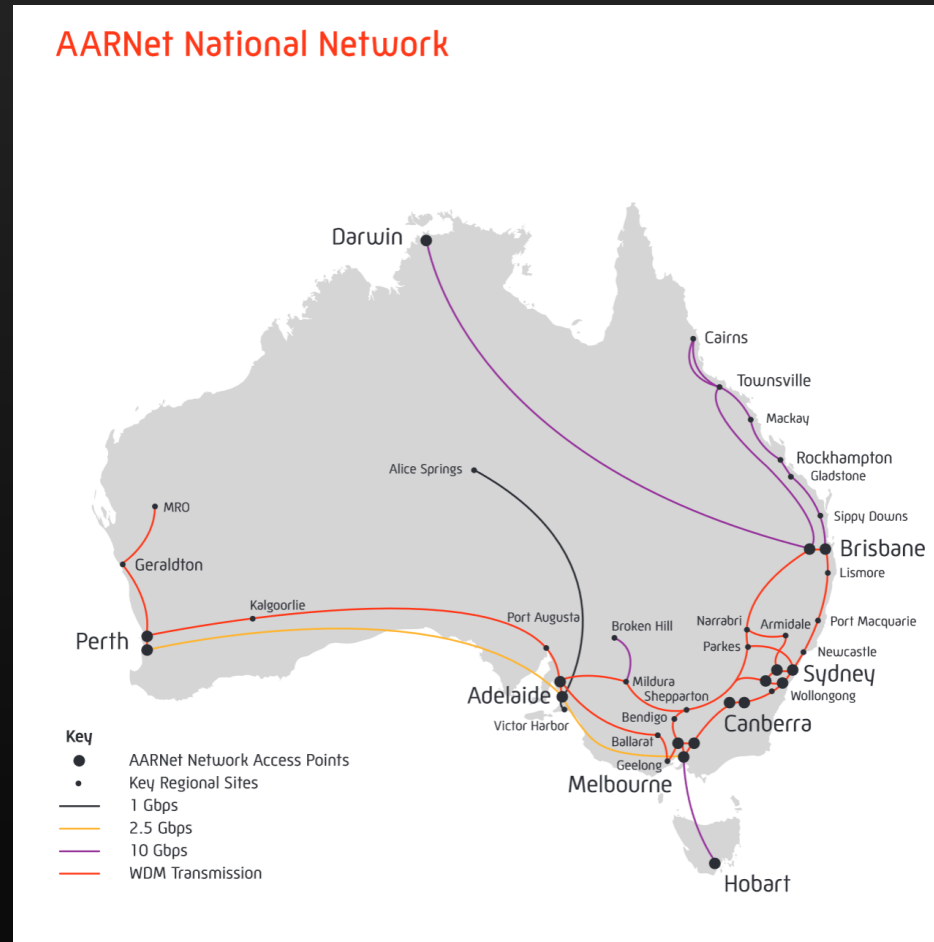 AARNet National Network
Darwin
Cairns
Townsville
Mackay
Rockhampton
Gladstone
Alice Springs
MRO
Sippy Downs
Brisbane
Geraldton
Lismore
Kalgoorlie
Port Augusta
Broken Hill
Narrabri
Armidale
Port Macquarie
Perth
Parkes
Newcastle
Sydney
Mildura
Adelaide
Shepparton
Wollongong
Victor Harbor
Bendigo
Canberra
Ballarat
Geelong
Melbourne
Hobart
Key
AARNet Network Access Points
Key Regional Sites
1 Gbps
2.5 Gbps
10 Gbps
WDM Transmission